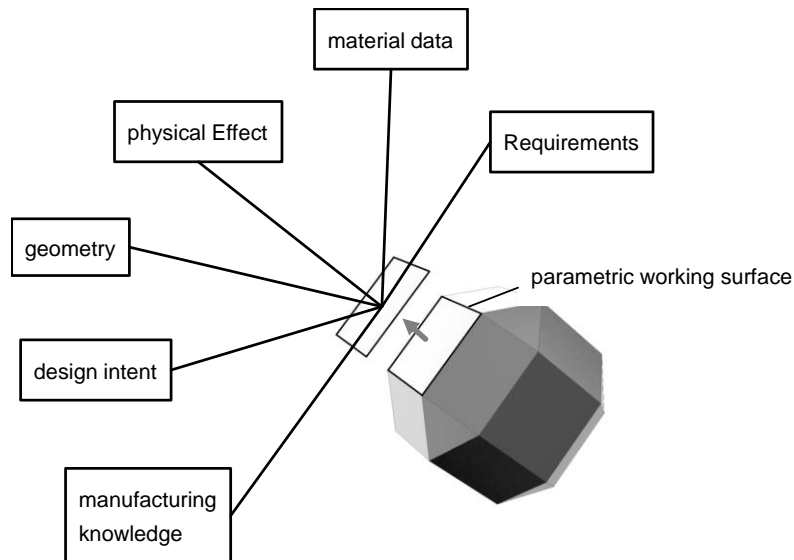 material data
physical Effect
Requirements
geometry
parametric working surface
design intent
manufacturing
knowledge